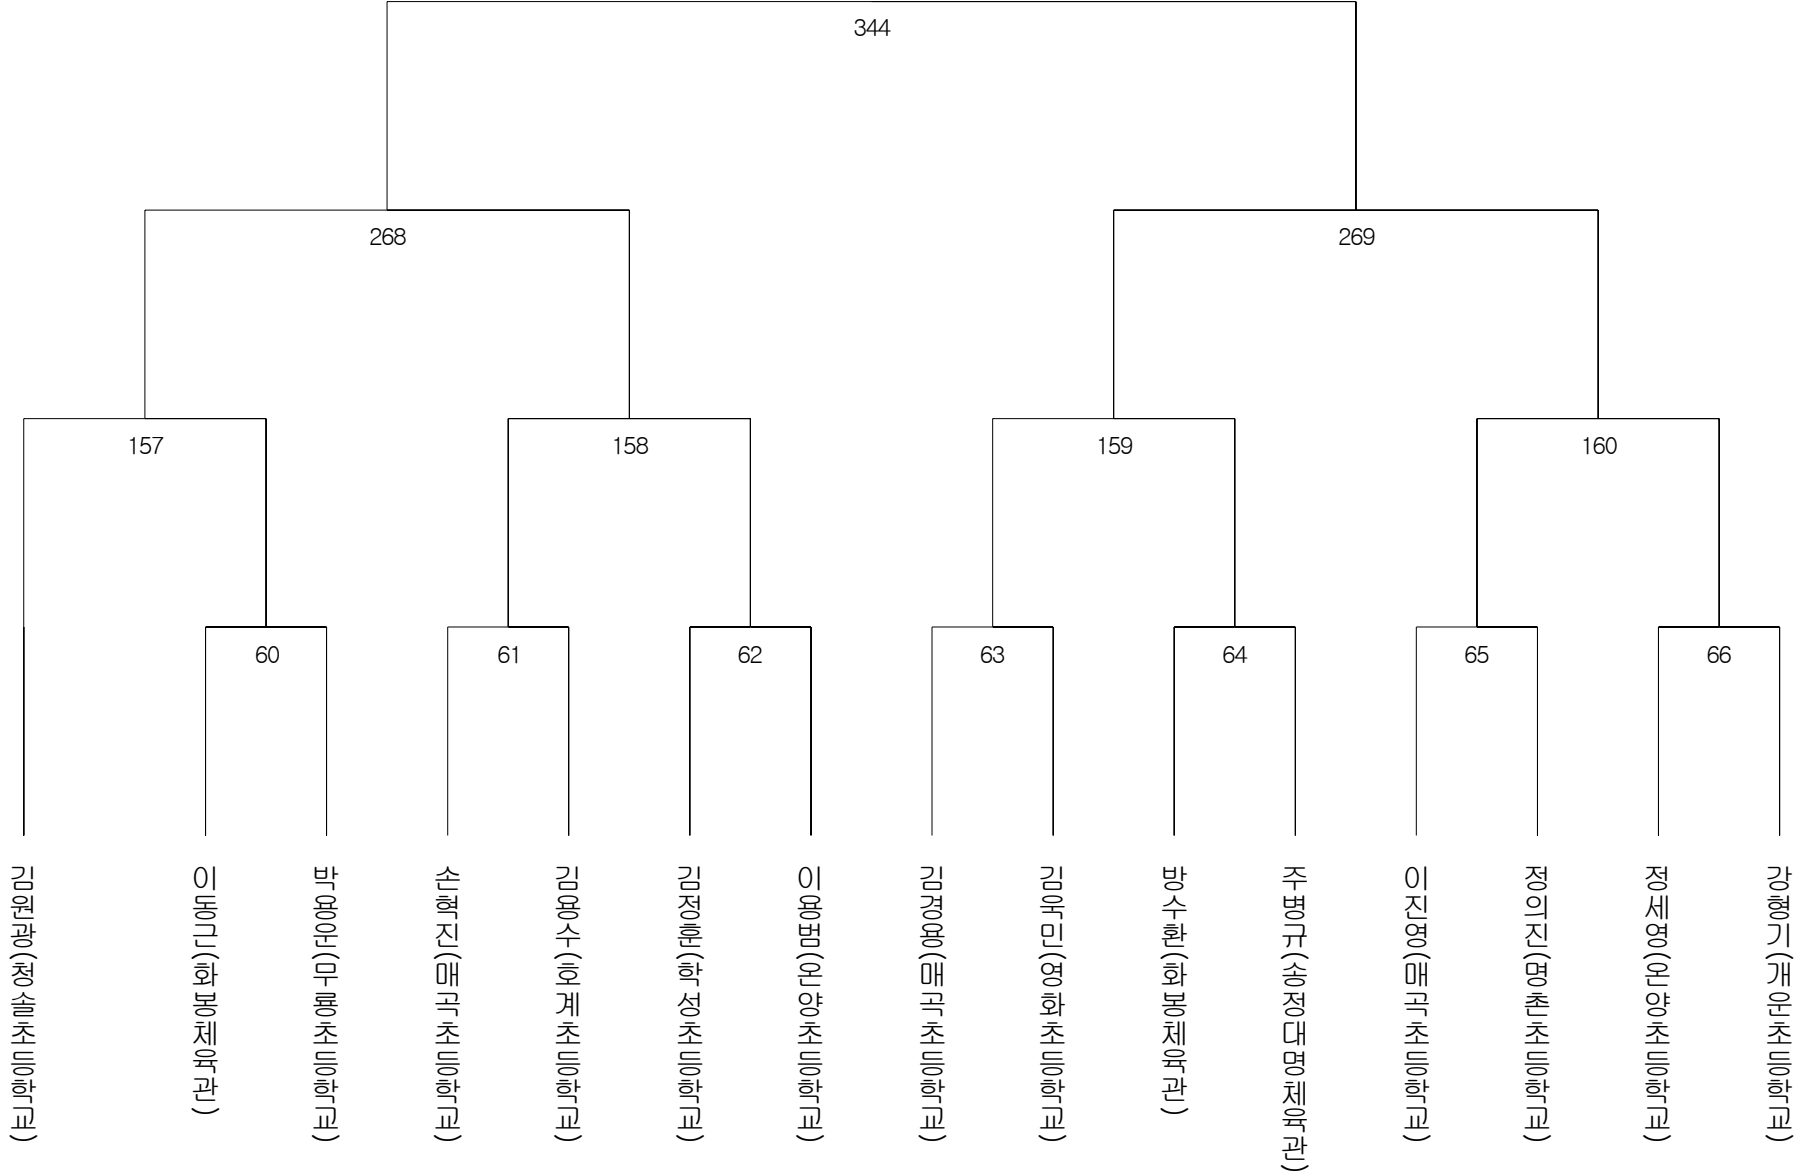 344
268
269
157
158
159
160
60
61
62
63
64
65
66
김원광(청솔초등학교)
이동근(화봉체육관)
박용운(무룡초등학교)
손혁진(매곡초등학교)
김용수(호계초등학교)
김정훈(학성초등학교)
이용범(온양초등학교)
김경용(매곡초등학교)
김욱민(영화초등학교)
방수환(화봉체육관)
주병규(송정대명체육관)
이진영(매곡초등학교)
정의진(명촌초등학교)
정세영(온양초등학교)
강형기(개운초등학교)